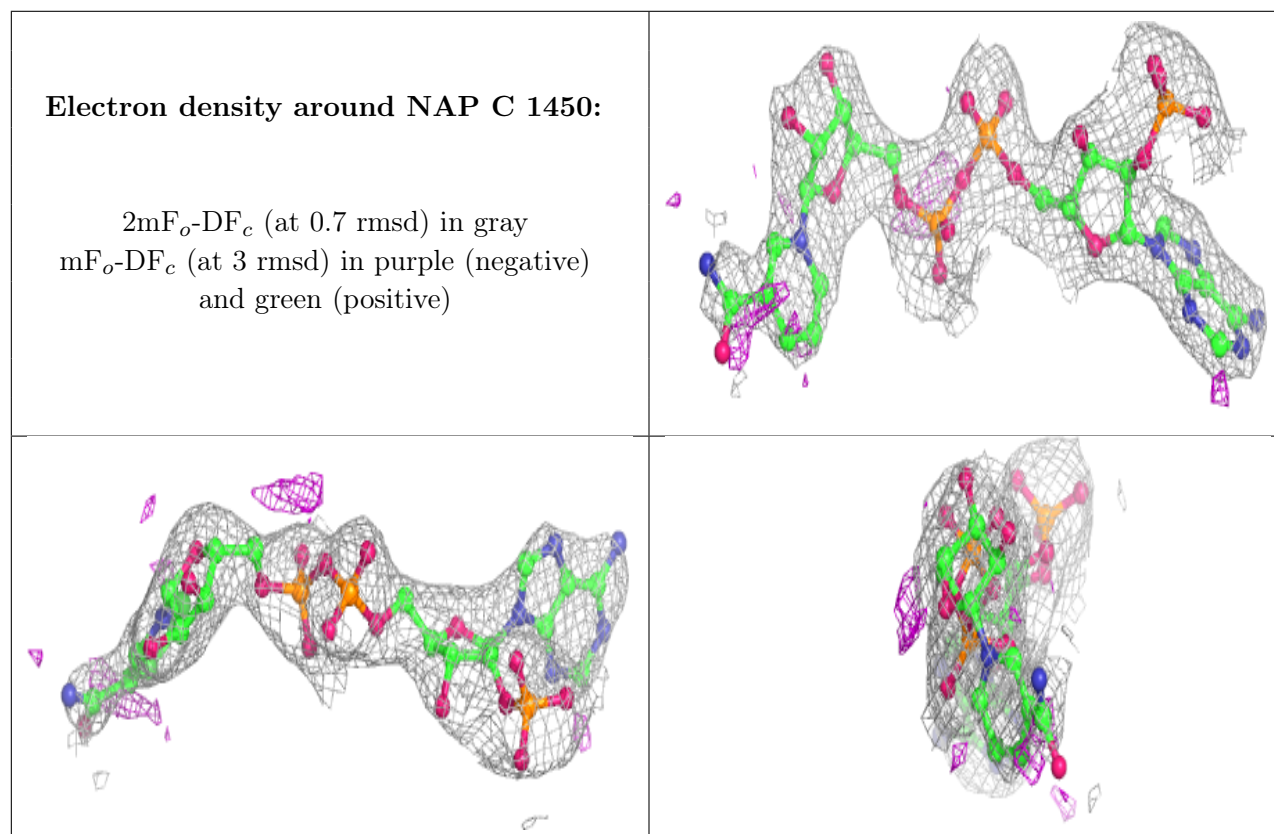 Electron density around NAP C 1450:
2mFₒ-DF𝒸 (at 0.7 rmsd) in gray
mFₒ-DF𝒸 (at 3 rmsd) in purple (negative)
and green (positive)